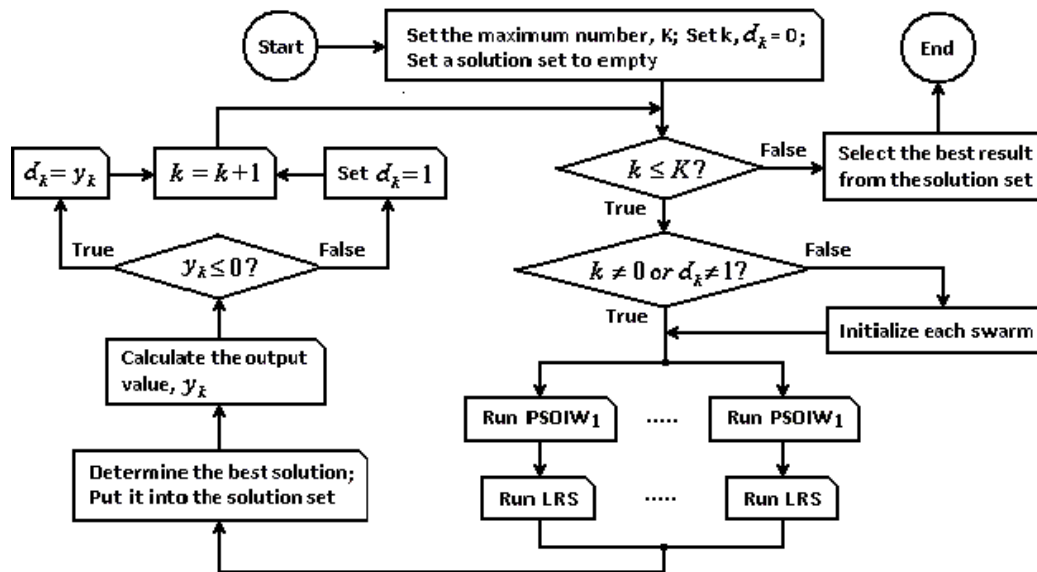 Start
Set the maximum number, K; Set k, d_k = 0;
Set a solution set to empty
End
d_k = y_k
k = k+1
Set d_k = 1
k ≤ K?
False
Select the best result
from the solution set
True
True
y_k ≤ 0?
False
k ≠ 0 or d_k ≠ 1?
False
True
Initialize each swarm
Calculate the output
value, y_k
Run PSOIW1
.....
Run PSOIW1
Determine the best solution;
Put it into the solution set
Run LRS
.....
Run LRS